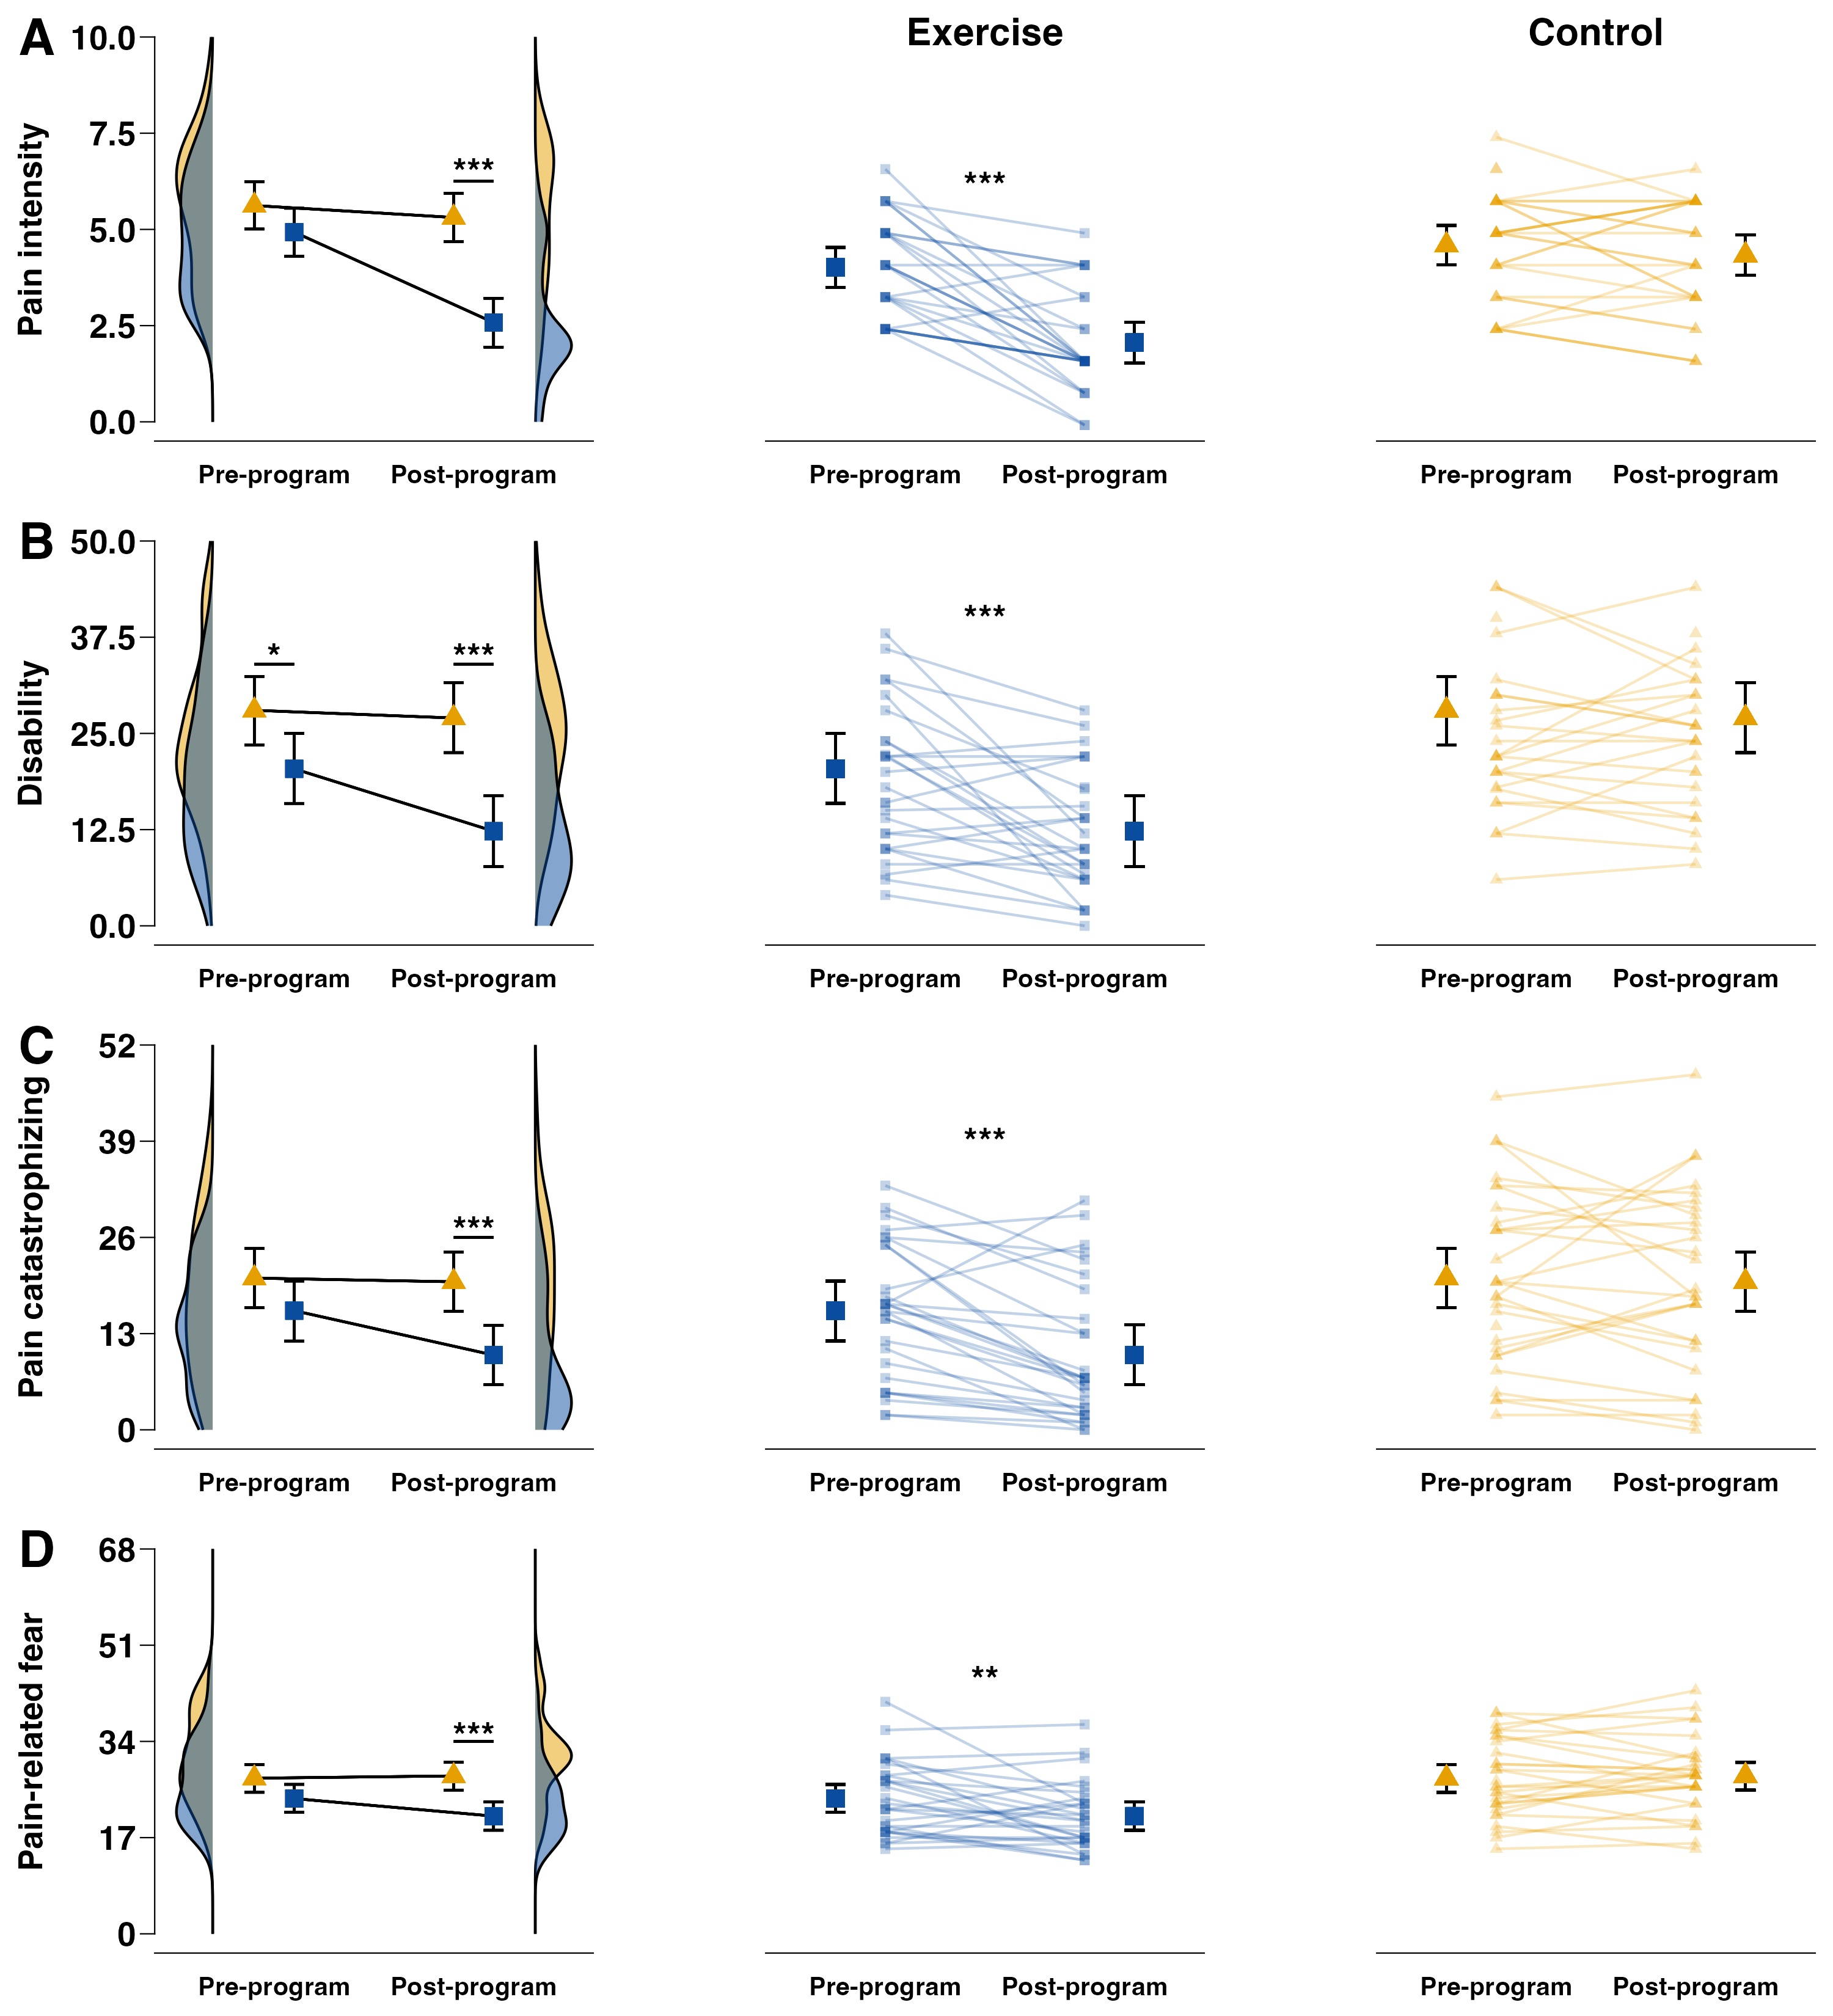 A
Exercise
Control
Pain intensity
10.0
7.5
5.0
2.5
0.0
***
***
Pre-program Post-program
Pre-program Post-program
Pre-program Post-program
B
Disability
50.0
37.5
25.0
12.5
0.0
*
***
***
Pre-program Post-program
Pre-program Post-program
Pre-program Post-program
C
Pain catastrophizing
52
39
26
13
0
***
***
Pre-program Post-program
Pre-program Post-program
Pre-program Post-program
D
Pain-related fear
68
51
34
17
0
***
**
Pre-program Post-program
Pre-program Post-program
Pre-program Post-program